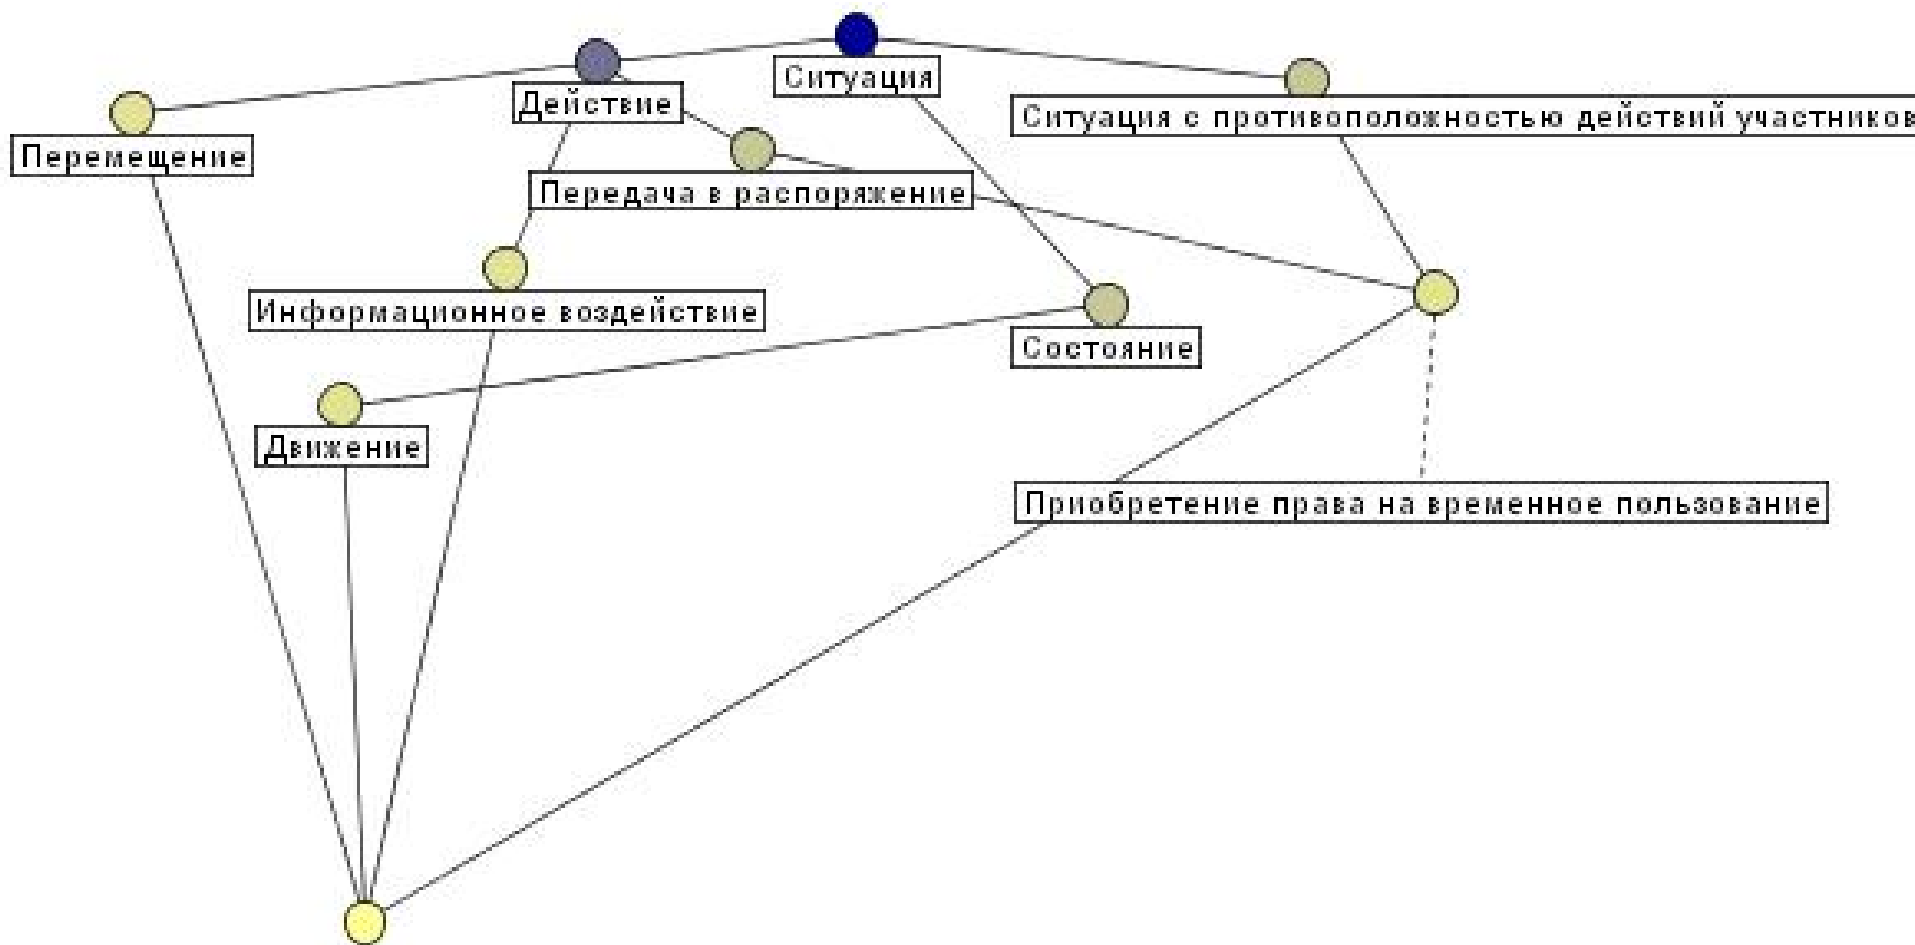 Ситуация
Действие
Ситуация с противоположностью действий участников
Перемещение
Передача в распоряжение
Информационное воздействие
Состояние
Движение
Приобретение права на временное пользование